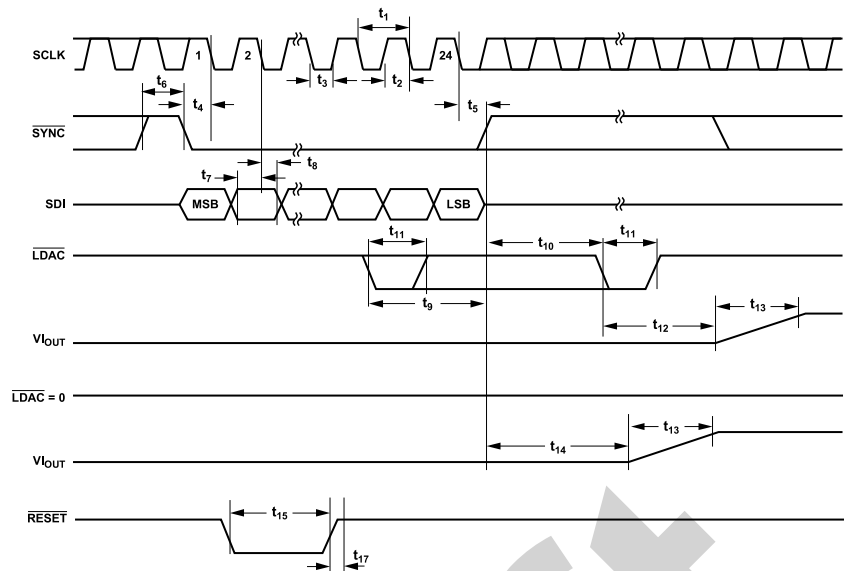 t1
SCLK
1
2
24
t3
t2
t6
t4
t5
SYNC
t7
t8
SDI
MSB
LSB
t11
t10
t11
LDAC
t9
t12
t13
VIOUT
LDAC = 0
t14
t13
VIOUT
RESET
t15
t17